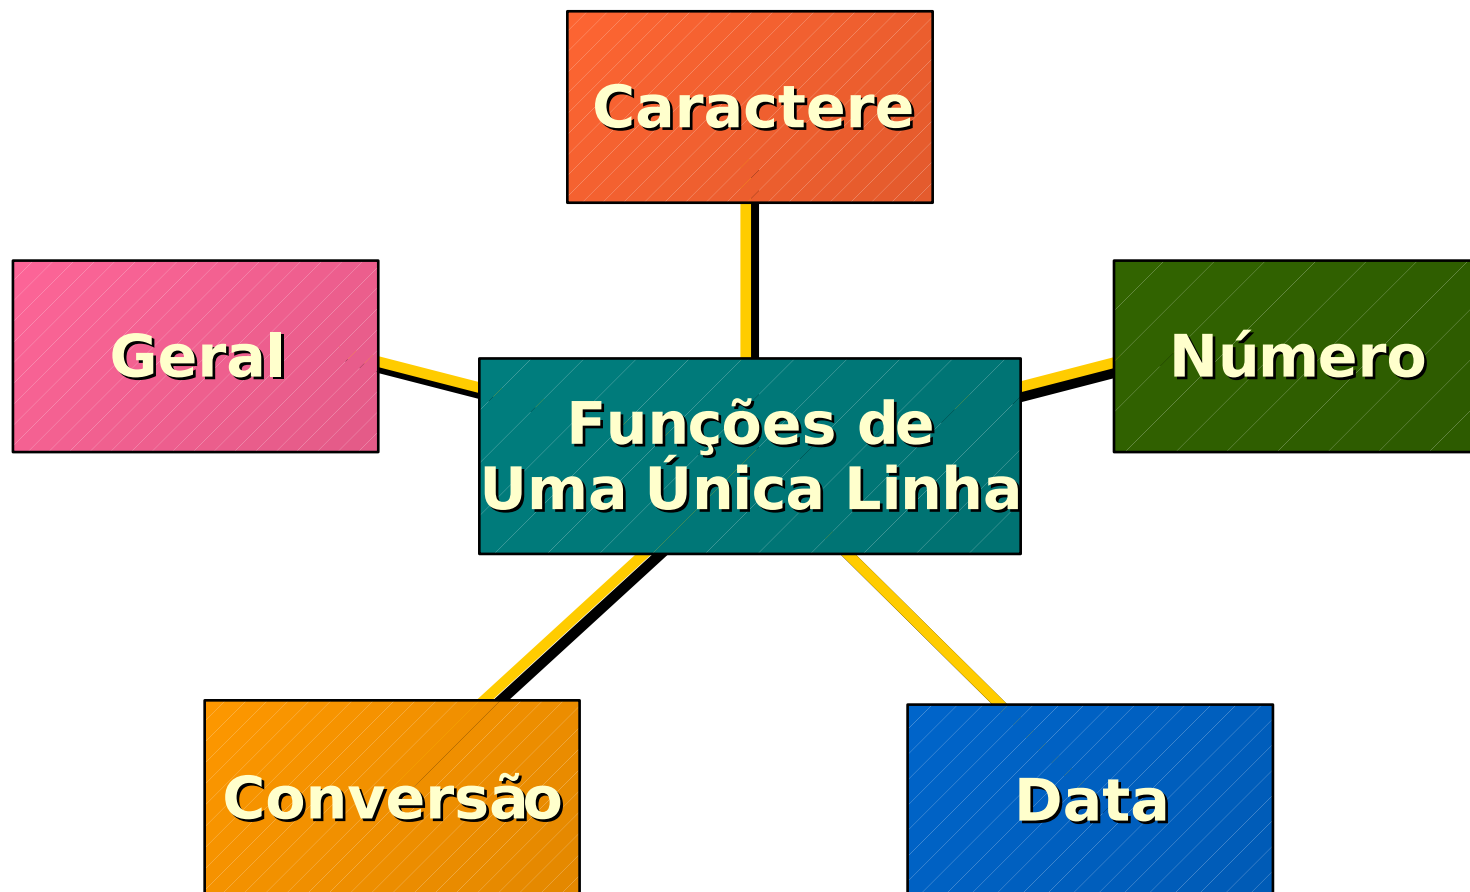 Caractere
Geral
Número
Funções de
Uma Única Linha
Conversão
Data